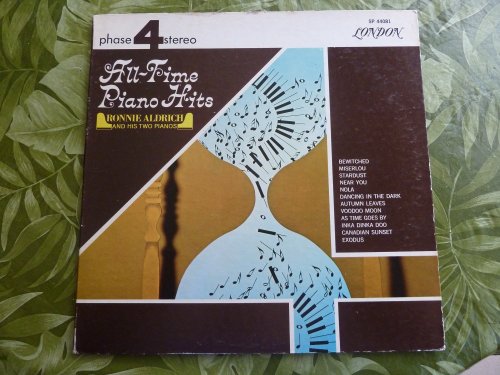 phase 4 stereo
SP 44081
LONDON
All-Time
Piano Hits
RONNIE ALDRICH
AND HIS TWO PIANOS
BEWITCHED
MISERLOU
STARDUST
NEAR YOU
NOLA
DANCING IN THE DARK
AUTUMN LEAVES
VOODOO MOON
AS TIME GOES BY
INKA DINKA DOO
CANADIAN SUNSET
EXODUS